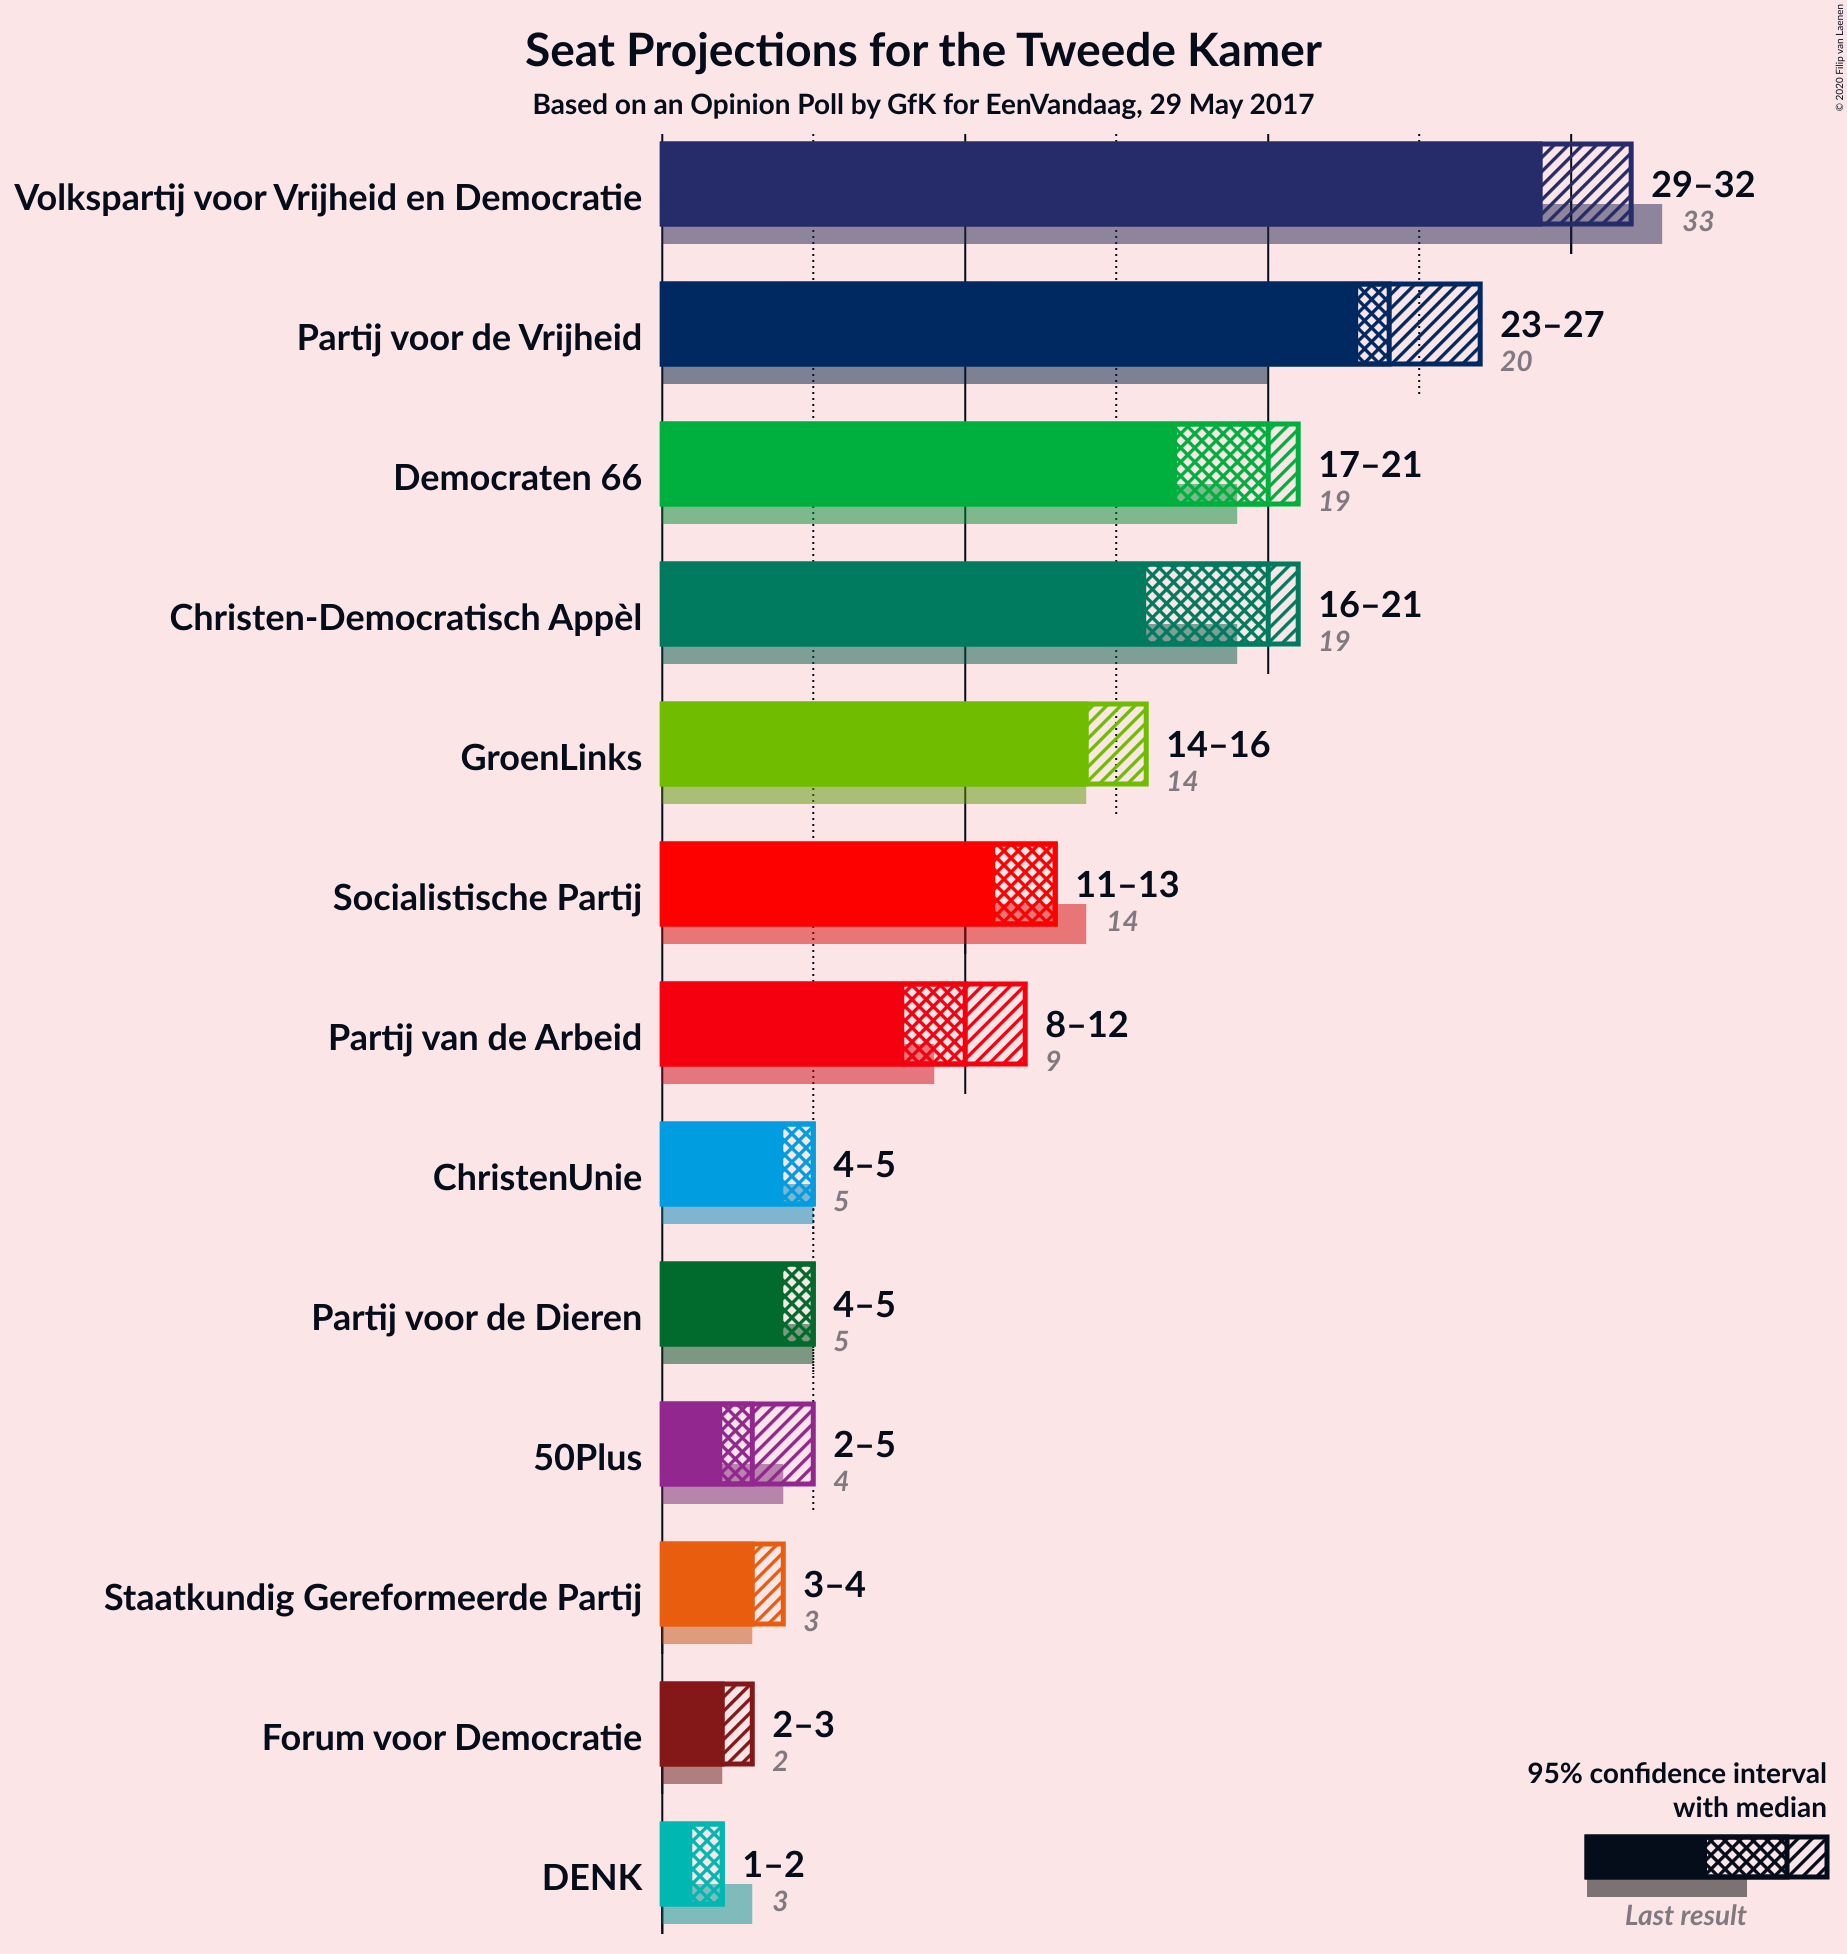 Seat Projections for the Tweede Kamer
Based on an Opinion Poll by GfK for EenVandaag, 29 May 2017
© 2020 Filip van Laenen
Volkspartij voor Vrijheid en Democratie
29–32
33
Partij voor de Vrijheid
23–27
20
Democraten 66
17–21
19
Christen-Democratisch Appèl
16–21
19
GroenLinks
14–16
14
Socialistische Partij
11–13
14
Partij van de Arbeid
8–12
9
ChristenUnie
4–5
5
Partij voor de Dieren
4–5
5
50Plus
2–5
4
Staatkundig Gereformeerde Partij
3–4
3
Forum voor Democratie
2–3
2
DENK
1–2
3
95% confidence interval
with median
Last result